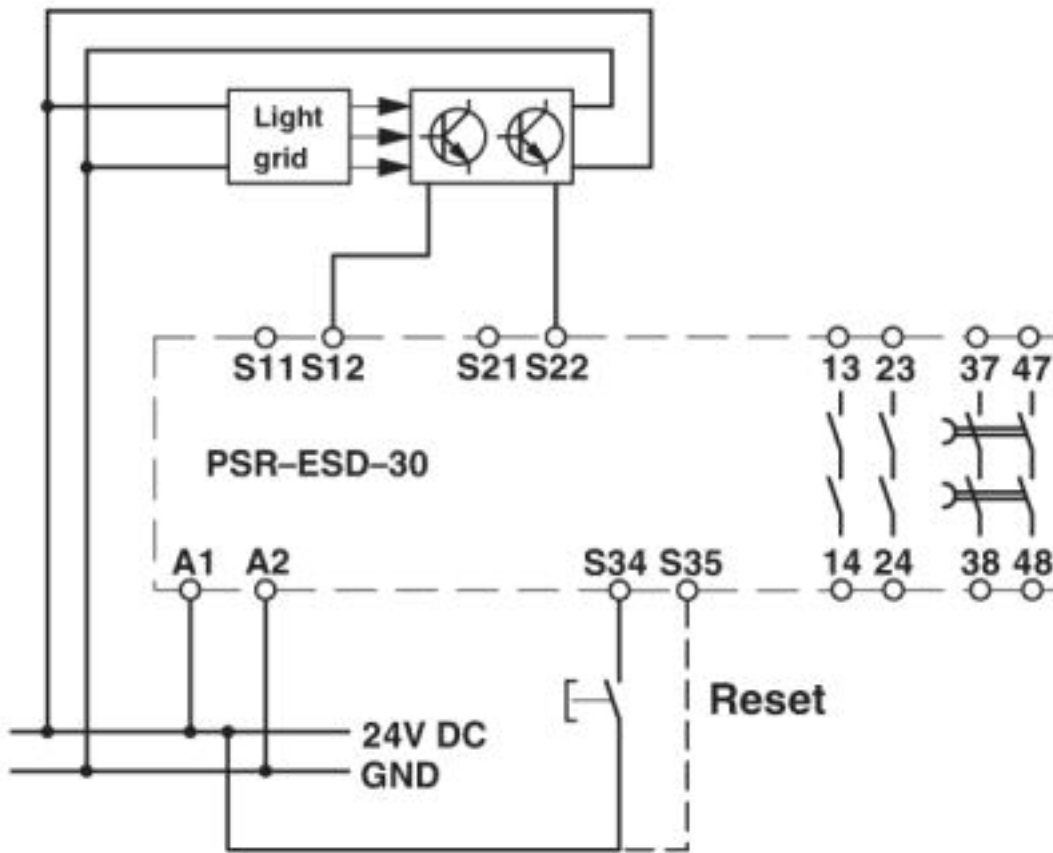 Light
grid
S11 S12 S21 S22 13 23 37 47
PSR–ESD–30
A1 A2 S34 S35 14 24 38 48
Reset
24V DC
GND